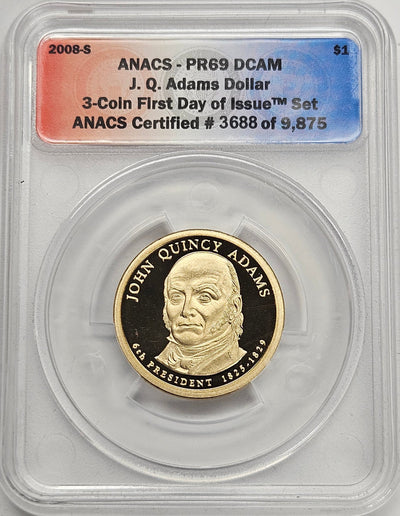 2008-S $1
ANACS - PR69 DCAM
J. Q. Adams Dollar
3-Coin First Day of Issue™ Set
ANACS Certified # 3688 of 9,875
JOHN QUINCY ADAMS
6th PRESIDENT 1825-1829